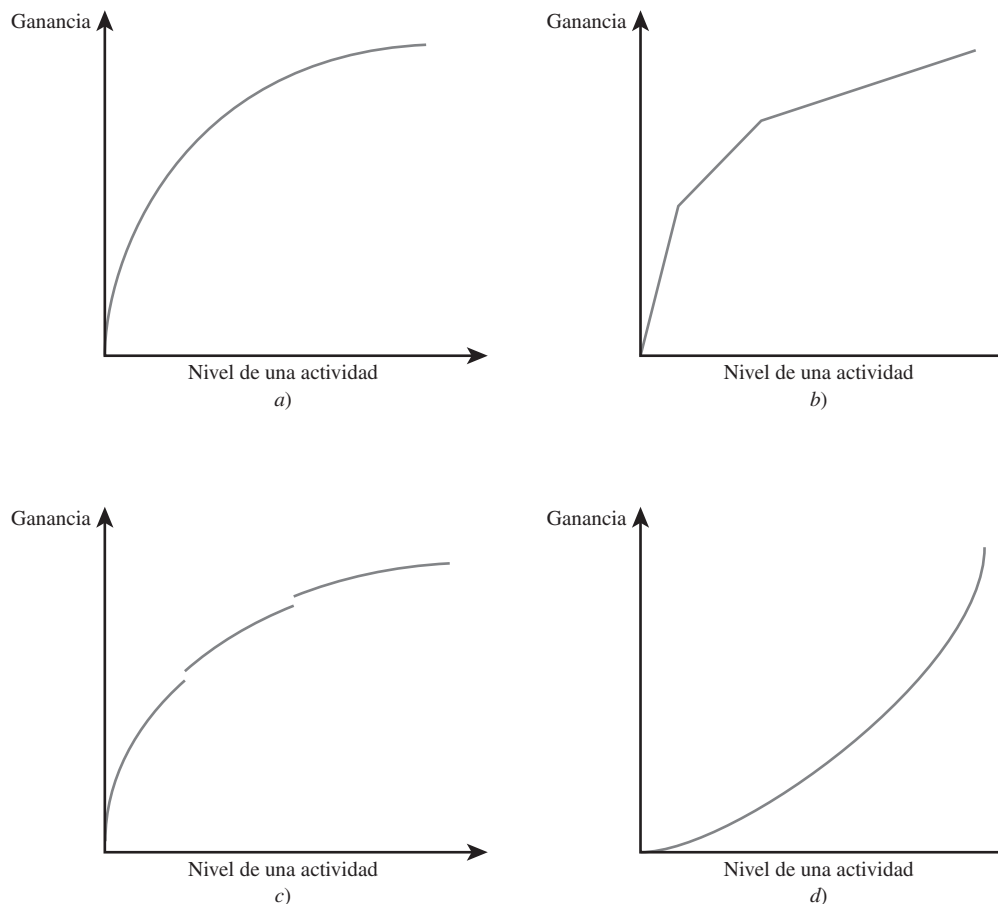 Ganancia
Nivel de una actividad
a)
Ganancia
Nivel de una actividad
b)
Ganancia
Nivel de una actividad
c)
Ganancia
Nivel de una actividad
d)